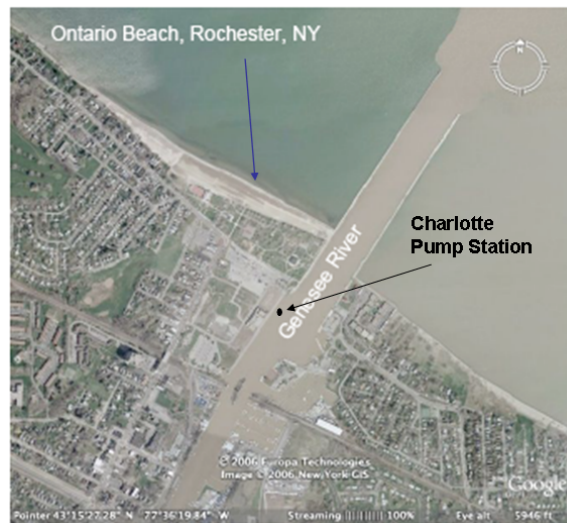 Ontario Beach, Rochester, NY
N
Charlotte
Pump Station
Genesee River
© 2006 Europa Technologies
Image © 2006 New York GIS
Google
Pointer 43°15'27.28" N 77°36'19.84" W Streaming |||||||||| 100% Eye alt 5946 ft